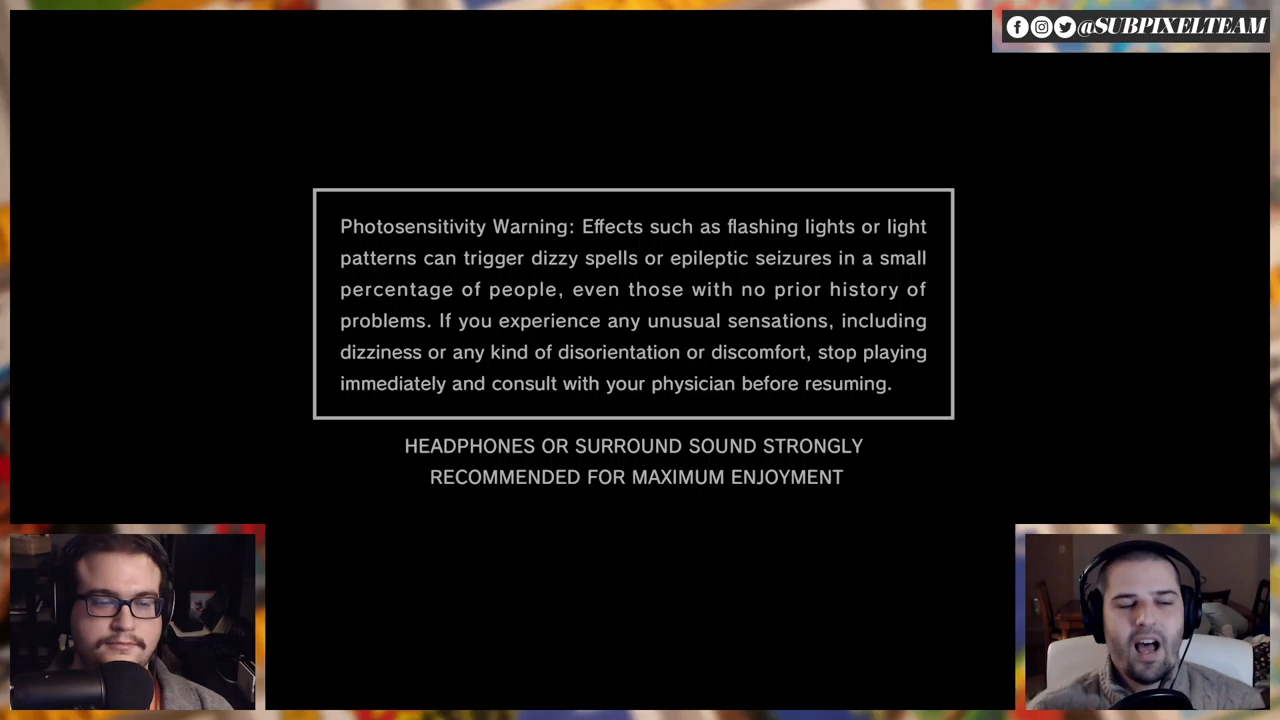 @SUBPIXELTEAM
Photosensitivity Warning: Effects such as flashing lights or light
patterns can trigger dizzy spells or epileptic seizures in a small
percentage of people, even those with no prior history of
problems. If you experience any unusual sensations, including
dizziness or any kind of disorientation or discomfort, stop playing
immediately and consult with your physician before resuming.
HEADPHONES OR SURROUND SOUND STRONGLY
RECOMMENDED FOR MAXIMUM ENJOYMENT